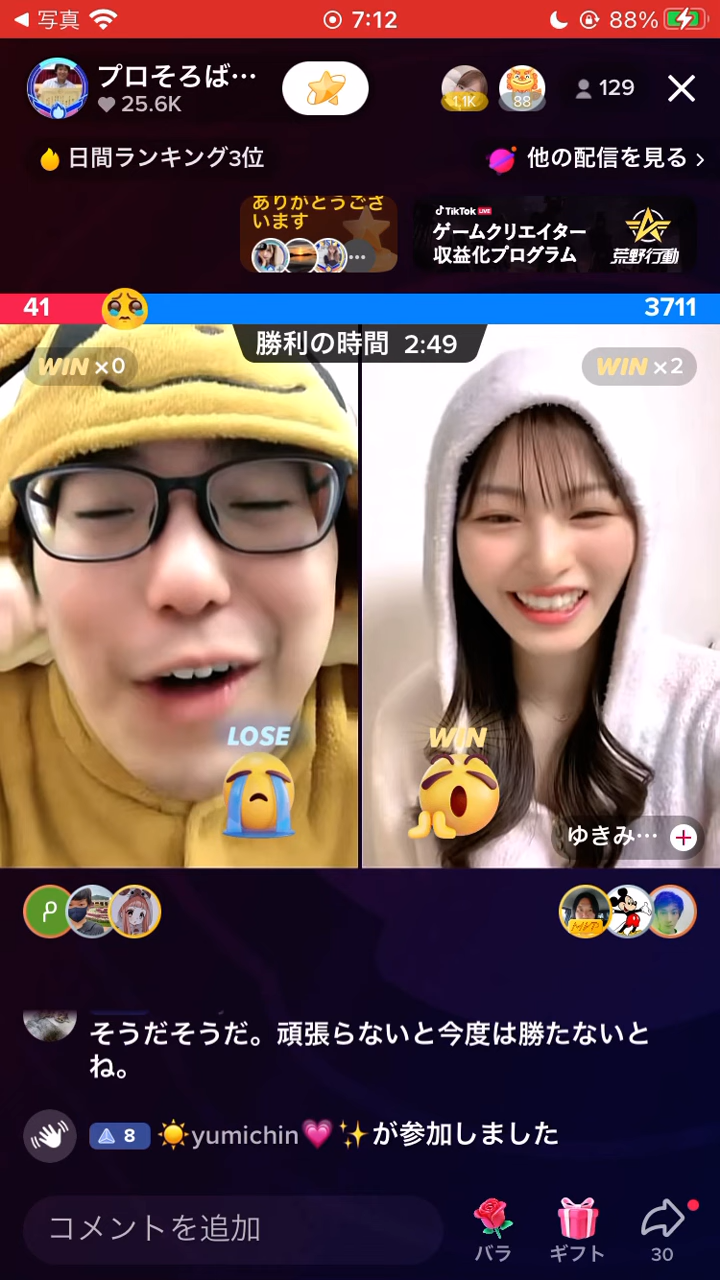 写真
7:12
88%
プロそろば…
25.6K
1.1K
88
129
日間ランキング3位
他の配信を見る
ありがとうござ
います
TikTok LIVE
ゲームクリエイター
収益化プログラム
荒野行動
41
3711
勝利の時間 2:49
WIN ×0
WIN ×2
LOSE
WIN
ゆきみ…
ρ
MVP
そうだそうだ。頑張らないと今度は勝たないと
ね。
8
yumichin
が参加しました
コメントを追加
バラ
ギフト
30